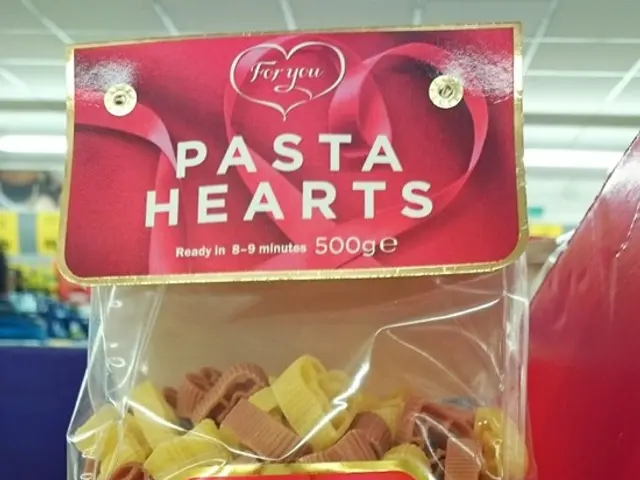 For you
PASTA
HEARTS
Ready in 8-9 minutes 500g℮